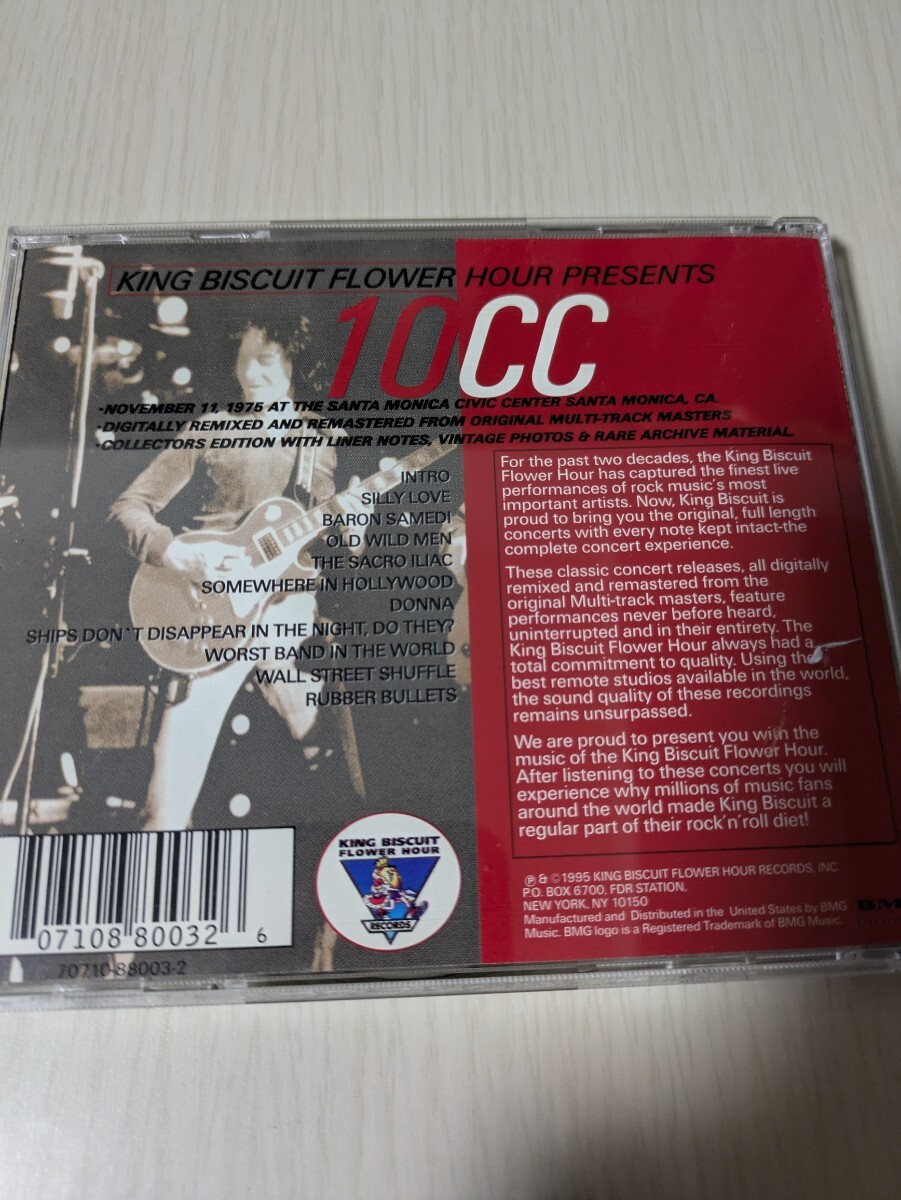 KING BISCUIT FLOWER HOUR PRESENTS
10CC
•NOVEMBER 11, 1975 AT THE SANTA MONICA CIVIC CENTER SANTA MONICA, CA.
•DIGITALLY REMIXED AND REMASTERED FROM ORIGINAL MULTI-TRACK MASTERS
•COLLECTORS EDITION WITH LINER NOTES, VINTAGE PHOTOS & RARE ARCHIVE MATERIAL
INTRO
SILLY LOVE
BARON SAMEDI
OLD WILD MEN
THE SACRO ILIAC
SOMEWHERE IN HOLLYWOOD
DONNA
SHIPS DON'T DISAPPEAR IN THE NIGHT, DO THEY?
WORST BAND IN THE WORLD
WALL STREET SHUFFLE
RUBBER BULLETS
For the past two decades, the King Biscuit
Flower Hour has captured the finest live
performances of rock music's most
important artists. Now, King Biscuit is
proud to bring you the original, full length
concerts with every note kept intact-the
complete concert experience.
These classic concert releases, all digitally
remixed and remastered from the
original Multi-track masters, feature
performances never before heard,
uninterrupted and in their entirety. The
King Biscuit Flower Hour always had a
total commitment to quality. Using the
best remote studios available in the world,
the sound quality of these recordings
remains unsurpassed.
We are proud to present you with the
music of the King Biscuit Flower Hour.
After listening to these concerts you will
experience why millions of music fans
around the world made King Biscuit a
regular part of their rock'n'roll diet!
℗ & ©1995 KING BISCUIT FLOWER HOUR RECORDS, INC
P.O. BOX 6700, FDR STATION,
NEW YORK, NY 10150
Manufactured and Distributed in the United States by BMG
Music. BMG logo is a Registered Trademark of BMG Music.
BMG
KING BISCUIT
FLOWER HOUR
RECORDS
07108 80032 6
70710-88003-2